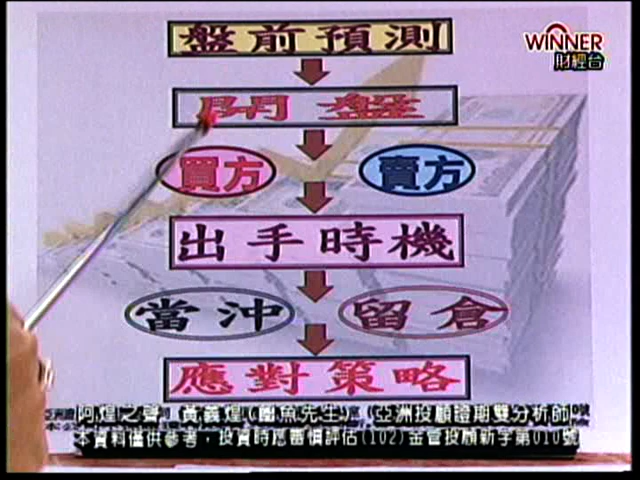 盤前預測
WINNER
財經台
開盤
買方 賣方
出手時機
當沖 留倉
應對策略
阿煌之聲 黃義煌(團魚先生) 亞洲投顧證期雙分析師
本資料僅供參考,投資時應審慎評估(102)金管投顧新字第010號